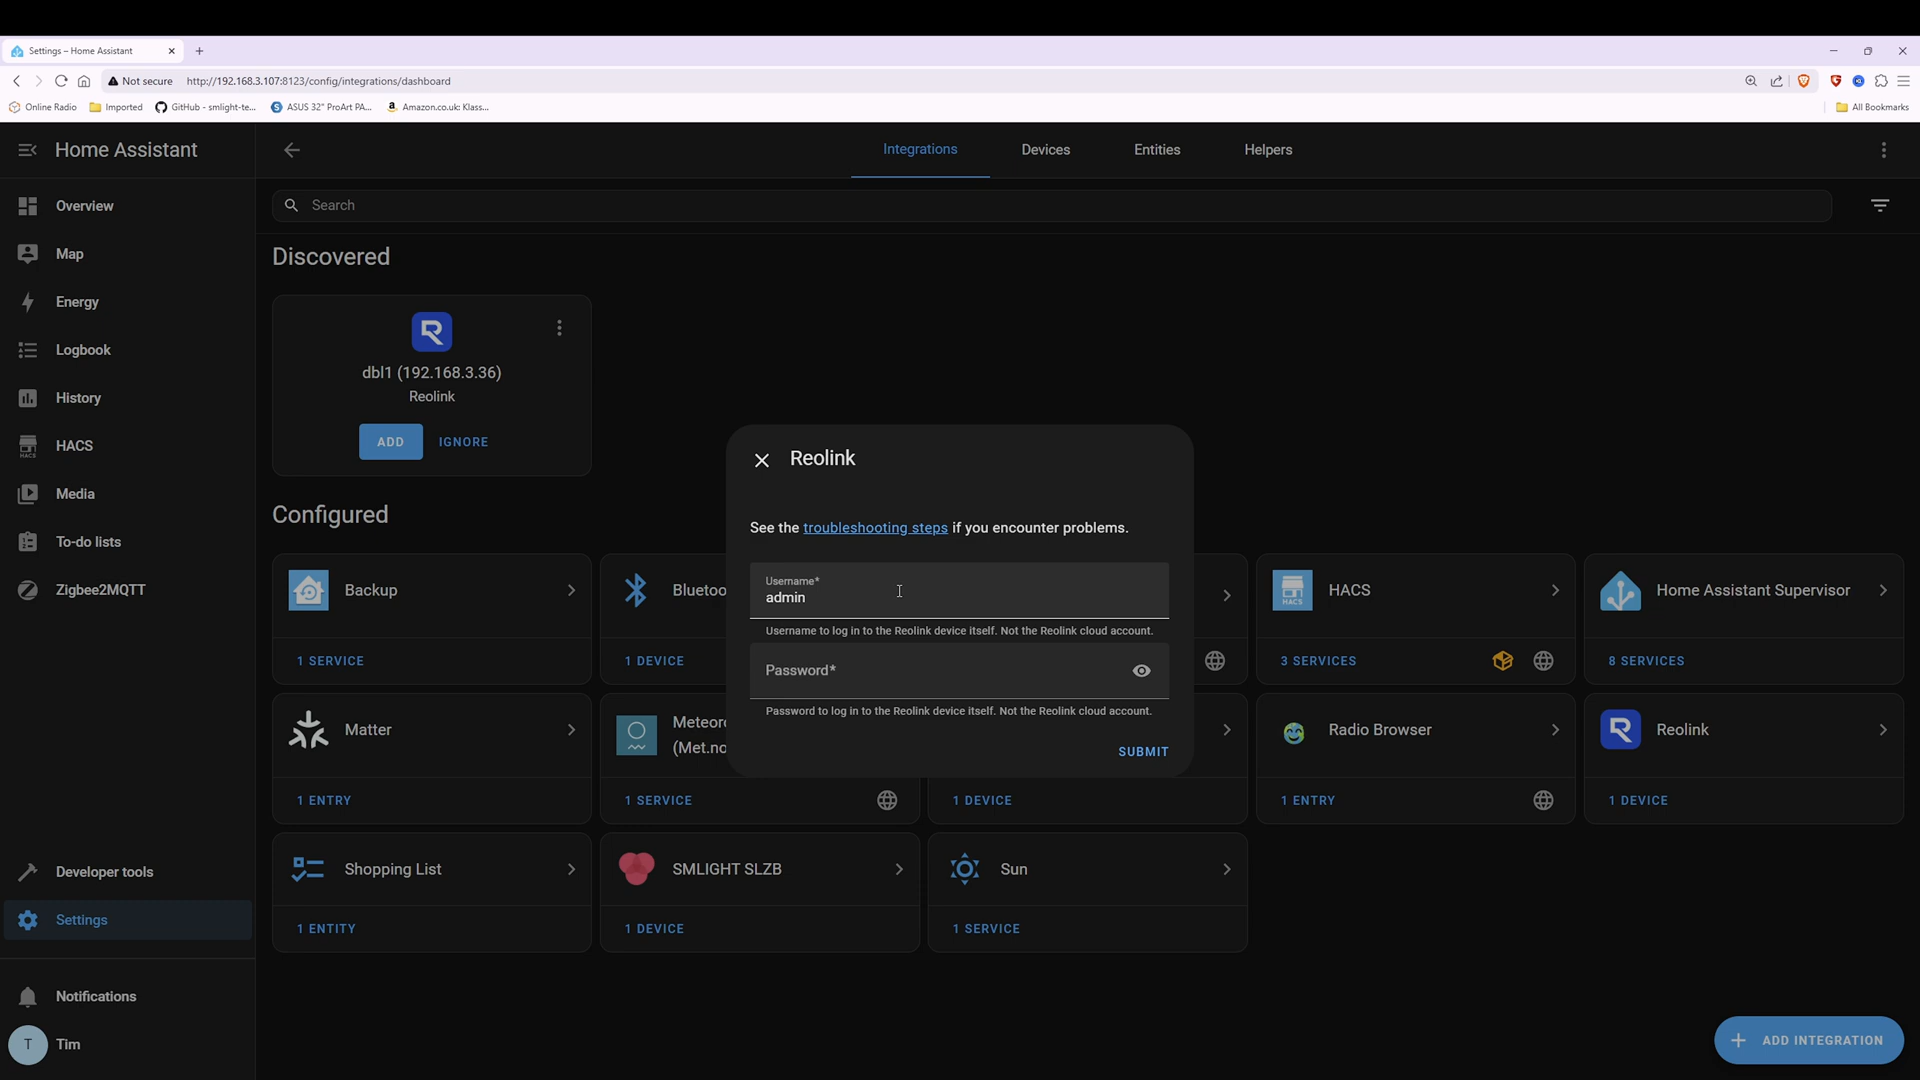 Settings – Home Assistant
Not secure
http://192.168.3.107:8123/config/integrations/dashboard
Online Radio
Imported
GitHub - smlight-te...
ASUS 32" ProArt PA...
Amazon.co.uk: Klass...
All Bookmarks
Home Assistant
Integrations
Devices
Entities
Helpers
Overview
Map
Energy
Logbook
History
HACS
Media
To-do lists
Zigbee2MQTT
Developer tools
Settings
Notifications
T
Tim
Search
Discovered
dbl1 (192.168.3.36)
Reolink
ADD
IGNORE
Configured
Backup
1 SERVICE
Bluetoo
1 DEVICE
HACS
HACS
3 SERVICES
Home Assistant Supervisor
8 SERVICES
Matter
1 ENTRY
Meteoro
(Met.no
1 SERVICE
1 DEVICE
Radio Browser
1 ENTRY
Reolink
1 DEVICE
Shopping List
1 ENTITY
SMLIGHT SLZB
1 DEVICE
Sun
1 SERVICE
Reolink
See the troubleshooting steps if you encounter problems.
Username*
admin
Username to log in to the Reolink device itself. Not the Reolink cloud account.
Password*
Password to log in to the Reolink device itself. Not the Reolink cloud account.
SUBMIT
ADD INTEGRATION